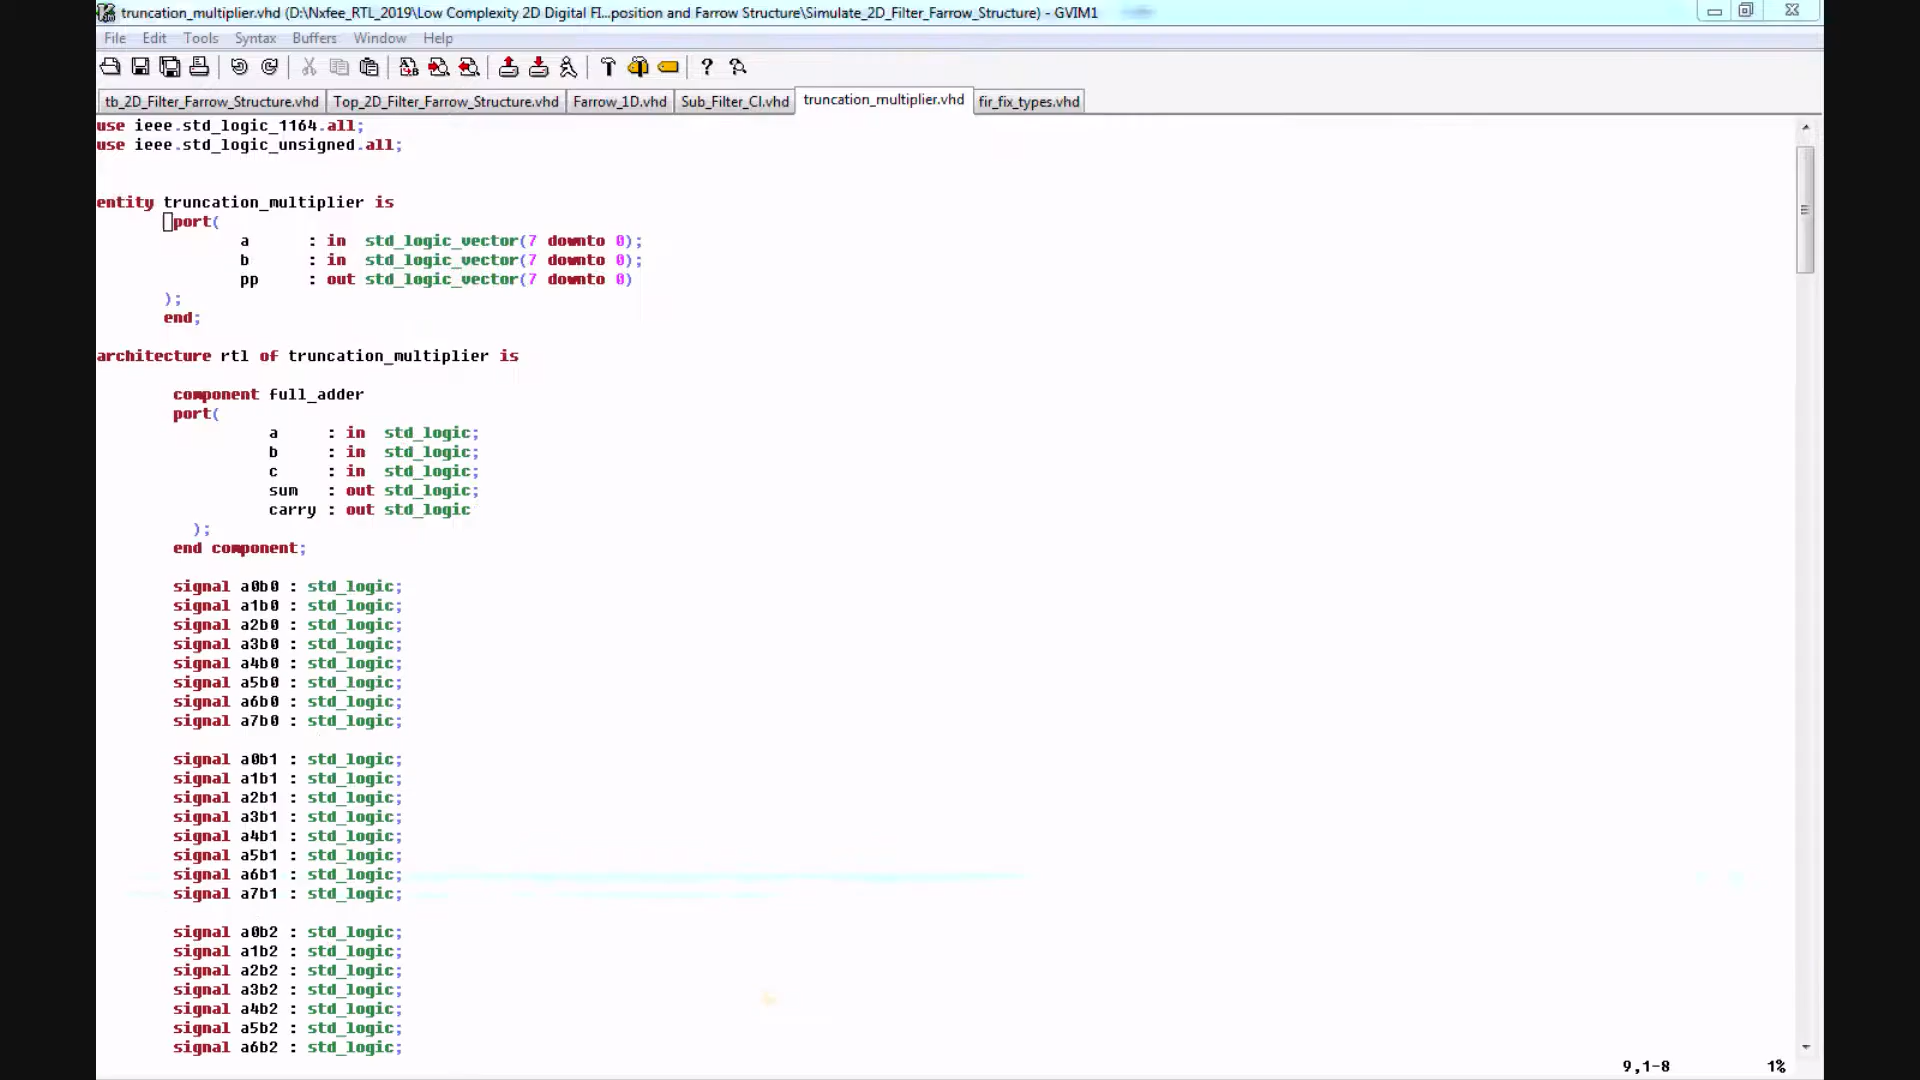 truncation_multiplier.vhd (D:\Nxfee_RTL_2019\Low Complexity 2D Digital FI...position and Farrow Structure\Simulate_2D_Filter_Farrow_Structure) - GVIM1
File Edit Tools Syntax Buffers Window Help
tb_2D_Filter_Farrow_Structure.vhd Top_2D_Filter_Farrow_Structure.vhd Farrow_1D.vhd Sub_Filter_CI.vhd truncation_multiplier.vhd fir_fix_types.vhd
use ieee.std_logic_1164.all;
use ieee.std_logic_unsigned.all;
entity truncation_multiplier is
port(
a : in std_logic_vector(7 downto 0);
b : in std_logic_vector(7 downto 0);
pp : out std_logic_vector(7 downto 0)
);
end;
architecture rtl of truncation_multiplier is
component full_adder
port(
a : in std_logic;
b : in std_logic;
c : in std_logic;
sum : out std_logic;
carry : out std_logic
);
end component;
signal a0b0 : std_logic;
signal a1b0 : std_logic;
signal a2b0 : std_logic;
signal a3b0 : std_logic;
signal a4b0 : std_logic;
signal a5b0 : std_logic;
signal a6b0 : std_logic;
signal a7b0 : std_logic;
signal a0b1 : std_logic;
signal a1b1 : std_logic;
signal a2b1 : std_logic;
signal a3b1 : std_logic;
signal a4b1 : std_logic;
signal a5b1 : std_logic;
signal a6b1 : std_logic;
signal a7b1 : std_logic;
signal a0b2 : std_logic;
signal a1b2 : std_logic;
signal a2b2 : std_logic;
signal a3b2 : std_logic;
signal a4b2 : std_logic;
signal a5b2 : std_logic;
signal a6b2 : std_logic;
9,1-8 1%